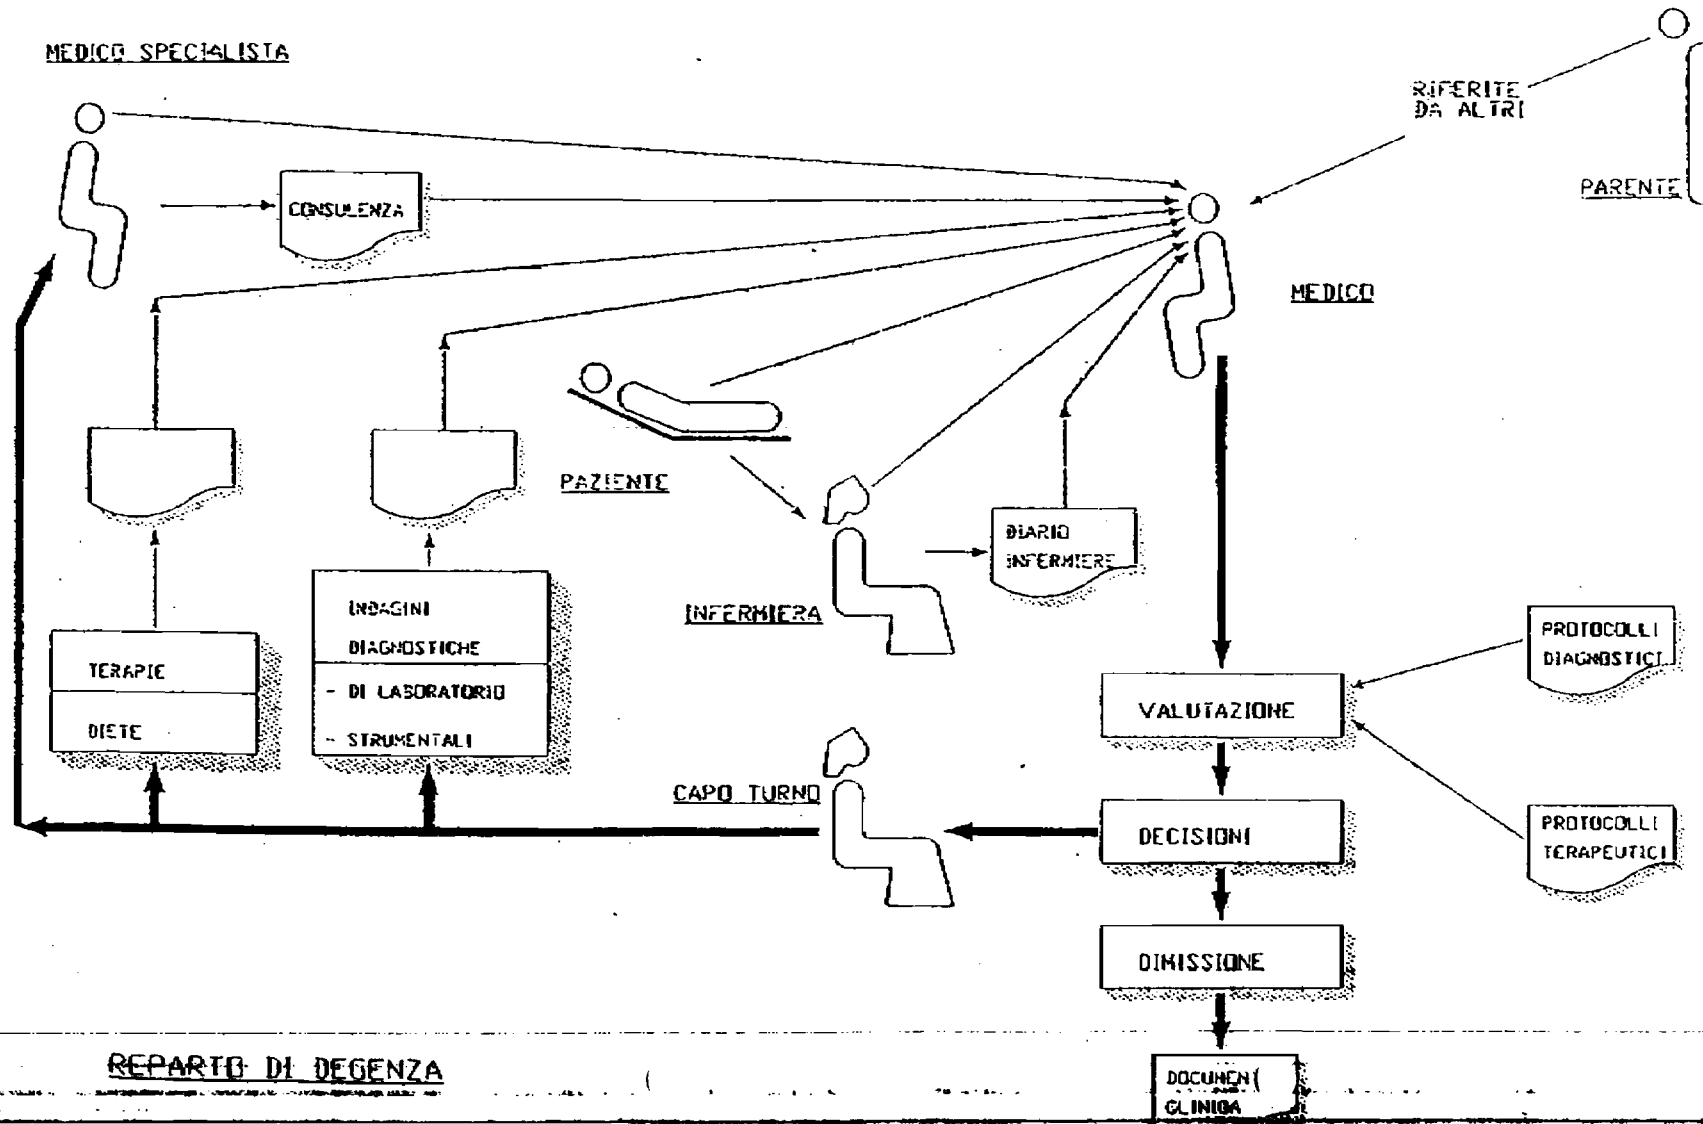 MEDICO SPECIALISTA
RIFERITE
DA ALTRI
PARENTE
CONSULENZA
MEDICO
PAZIENTE
DIARIO
INFERMIERE
INFERMIERA
INDAGINI
DIAGNOSTICHE
- DI LABORATORIO
- STRUMENTALI
TERAPIE
DIETE
PROTOCOLLI
DIAGNOSTICI
VALUTAZIONE
CAPO TURNO
DECISIONI
PROTOCOLLI
TERAPEUTICI
DIMISSIONE
REPARTO DI DEGENZA
DOCUMEN
CLINICA